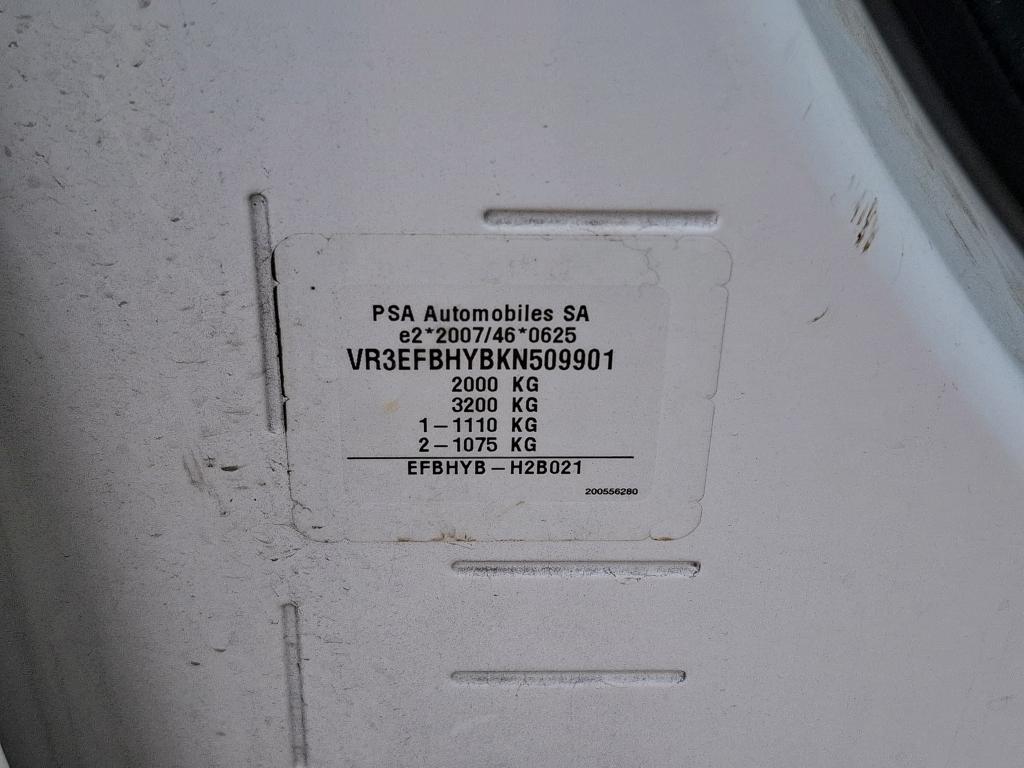 PSA Automobiles SA
e2*2007/46*0625
VR3EFBHYBKN509901
2000 KG
3200 KG
1-1110 KG
2-1075 KG
EFBHYB-H2B021
200556280